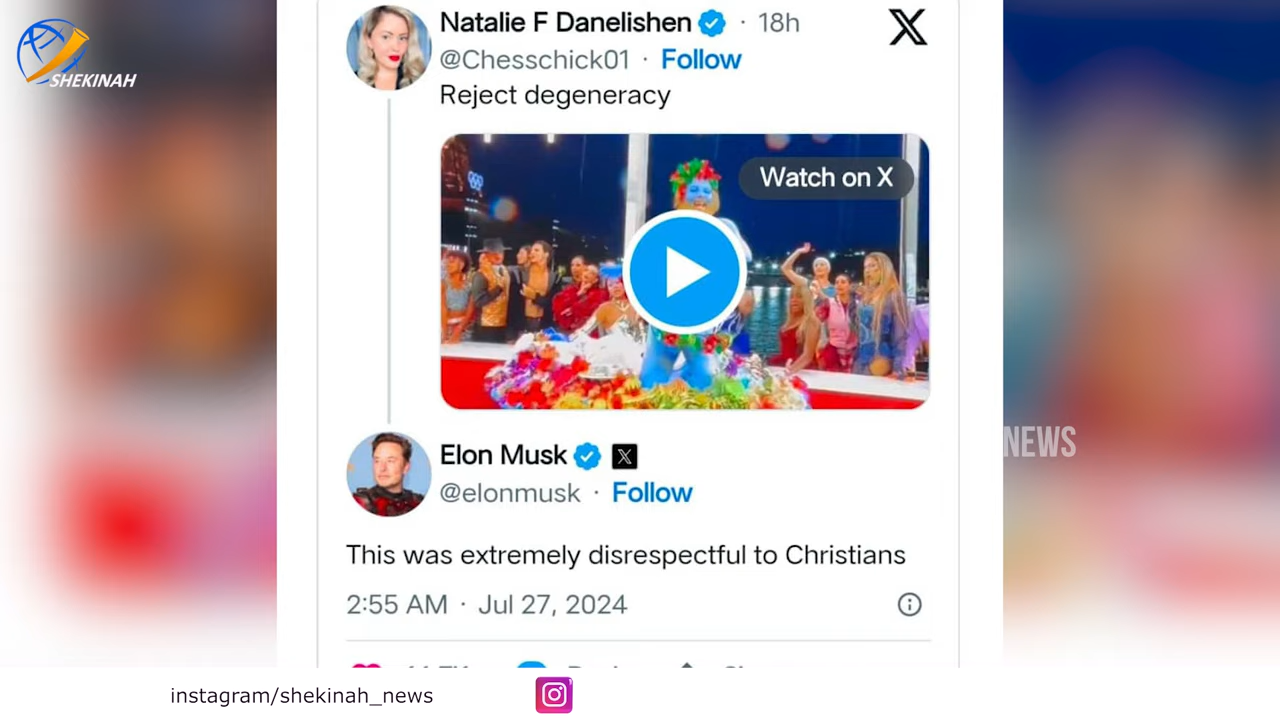 SHEKINAH
Natalie F Danelishen · 18h
@Chesschick01 · Follow
Reject degeneracy
Watch on X
Elon Musk
@elonmusk · Follow
NEWS
This was extremely disrespectful to Christians
2:55 AM · Jul 27, 2024
instagram/shekinah_news